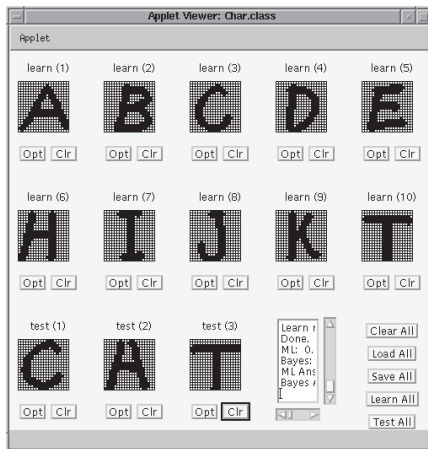 Applet Viewer: Char.class
Applet
learn (1) learn (2) learn (3) learn (4) learn (5)
A B C D E
Opt Clr Opt Clr Opt Clr Opt Clr Opt Clr
learn (6) learn (7) learn (8) learn (9) learn (10)
H I J K T
Opt Clr Opt Clr Opt Clr Opt Clr Opt Clr
test (1) test (2) test (3)
C A T
Opt Clr Opt Clr Opt Clr
Learn r
Done.
ML: 0.
Bayes:
ML Ans
Bayes
Clear All
Load All
Save All
Learn All
Test All